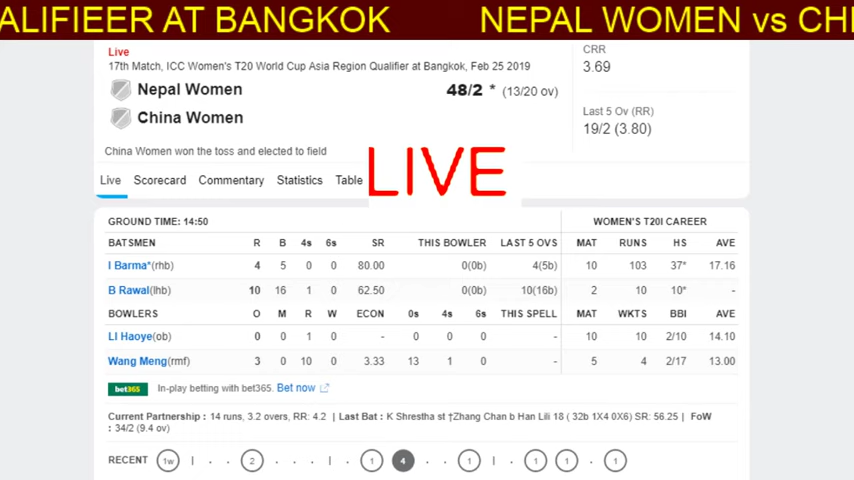 ALIFIEER AT BANGKOK NEPAL WOMEN vs CHI
Live
17th Match, ICC Women's T20 World Cup Asia Region Qualifier at Bangkok, Feb 25 2019
Nepal Women 48/2 * (13/20 ov)
China Women
CRR
3.69
Last 5 Ov (RR)
19/2 (3.80)
China Women won the toss and elected to field
LIVE
Live Scorecard Commentary Statistics Table
GROUND TIME: 14:50 WOMEN'S T20I CAREER
BATSMEN R B 4s 6s SR THIS BOWLER LAST 5 OVS MAT RUNS HS AVE
I Barma*(rhb) 4 5 0 0 80.00 0(0b) 4(5b) 10 103 37* 17.16
B Rawal(lhb) 10 16 1 0 62.50 0(0b) 10(16b) 2 10 10* -
BOWLERS O M R W ECON 0s 4s 6s THIS SPELL MAT WKTS BBI AVE
LI Haoye(ob) 0 0 1 0 - 0 0 0 - 10 10 2/10 14.10
Wang Meng(rmf) 3 0 10 0 3.33 13 1 0 - 5 4 2/17 13.00
bet365 In-play betting with bet365. Bet now
Current Partnership : 14 runs, 3.2 overs, RR: 4.2 | Last Bat : K Shrestha st †Zhang Chan b Han Lili 18 ( 32b 1X4 0X6) SR: 56.25 | FoW
: 34/2 (9.4 ov)
RECENT 1w | . . 2 . . . | . 1 4 . . 1 | . 1 1 . 1